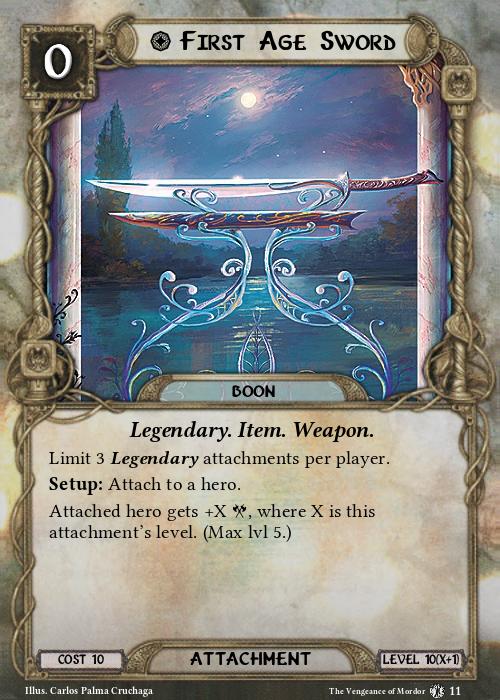 0
First Age Sword
BOON
Legendary. Item. Weapon.
Limit 3 Legendary attachments per player.
Setup: Attach to a hero.
Attached hero gets +X , where X is this
attachment's level. (Max lvl 5.)
COST 10
ATTACHMENT
LEVEL 10(X+1)
Illus. Carlos Palma Cruchaga
The Vengeance of Mordor 11